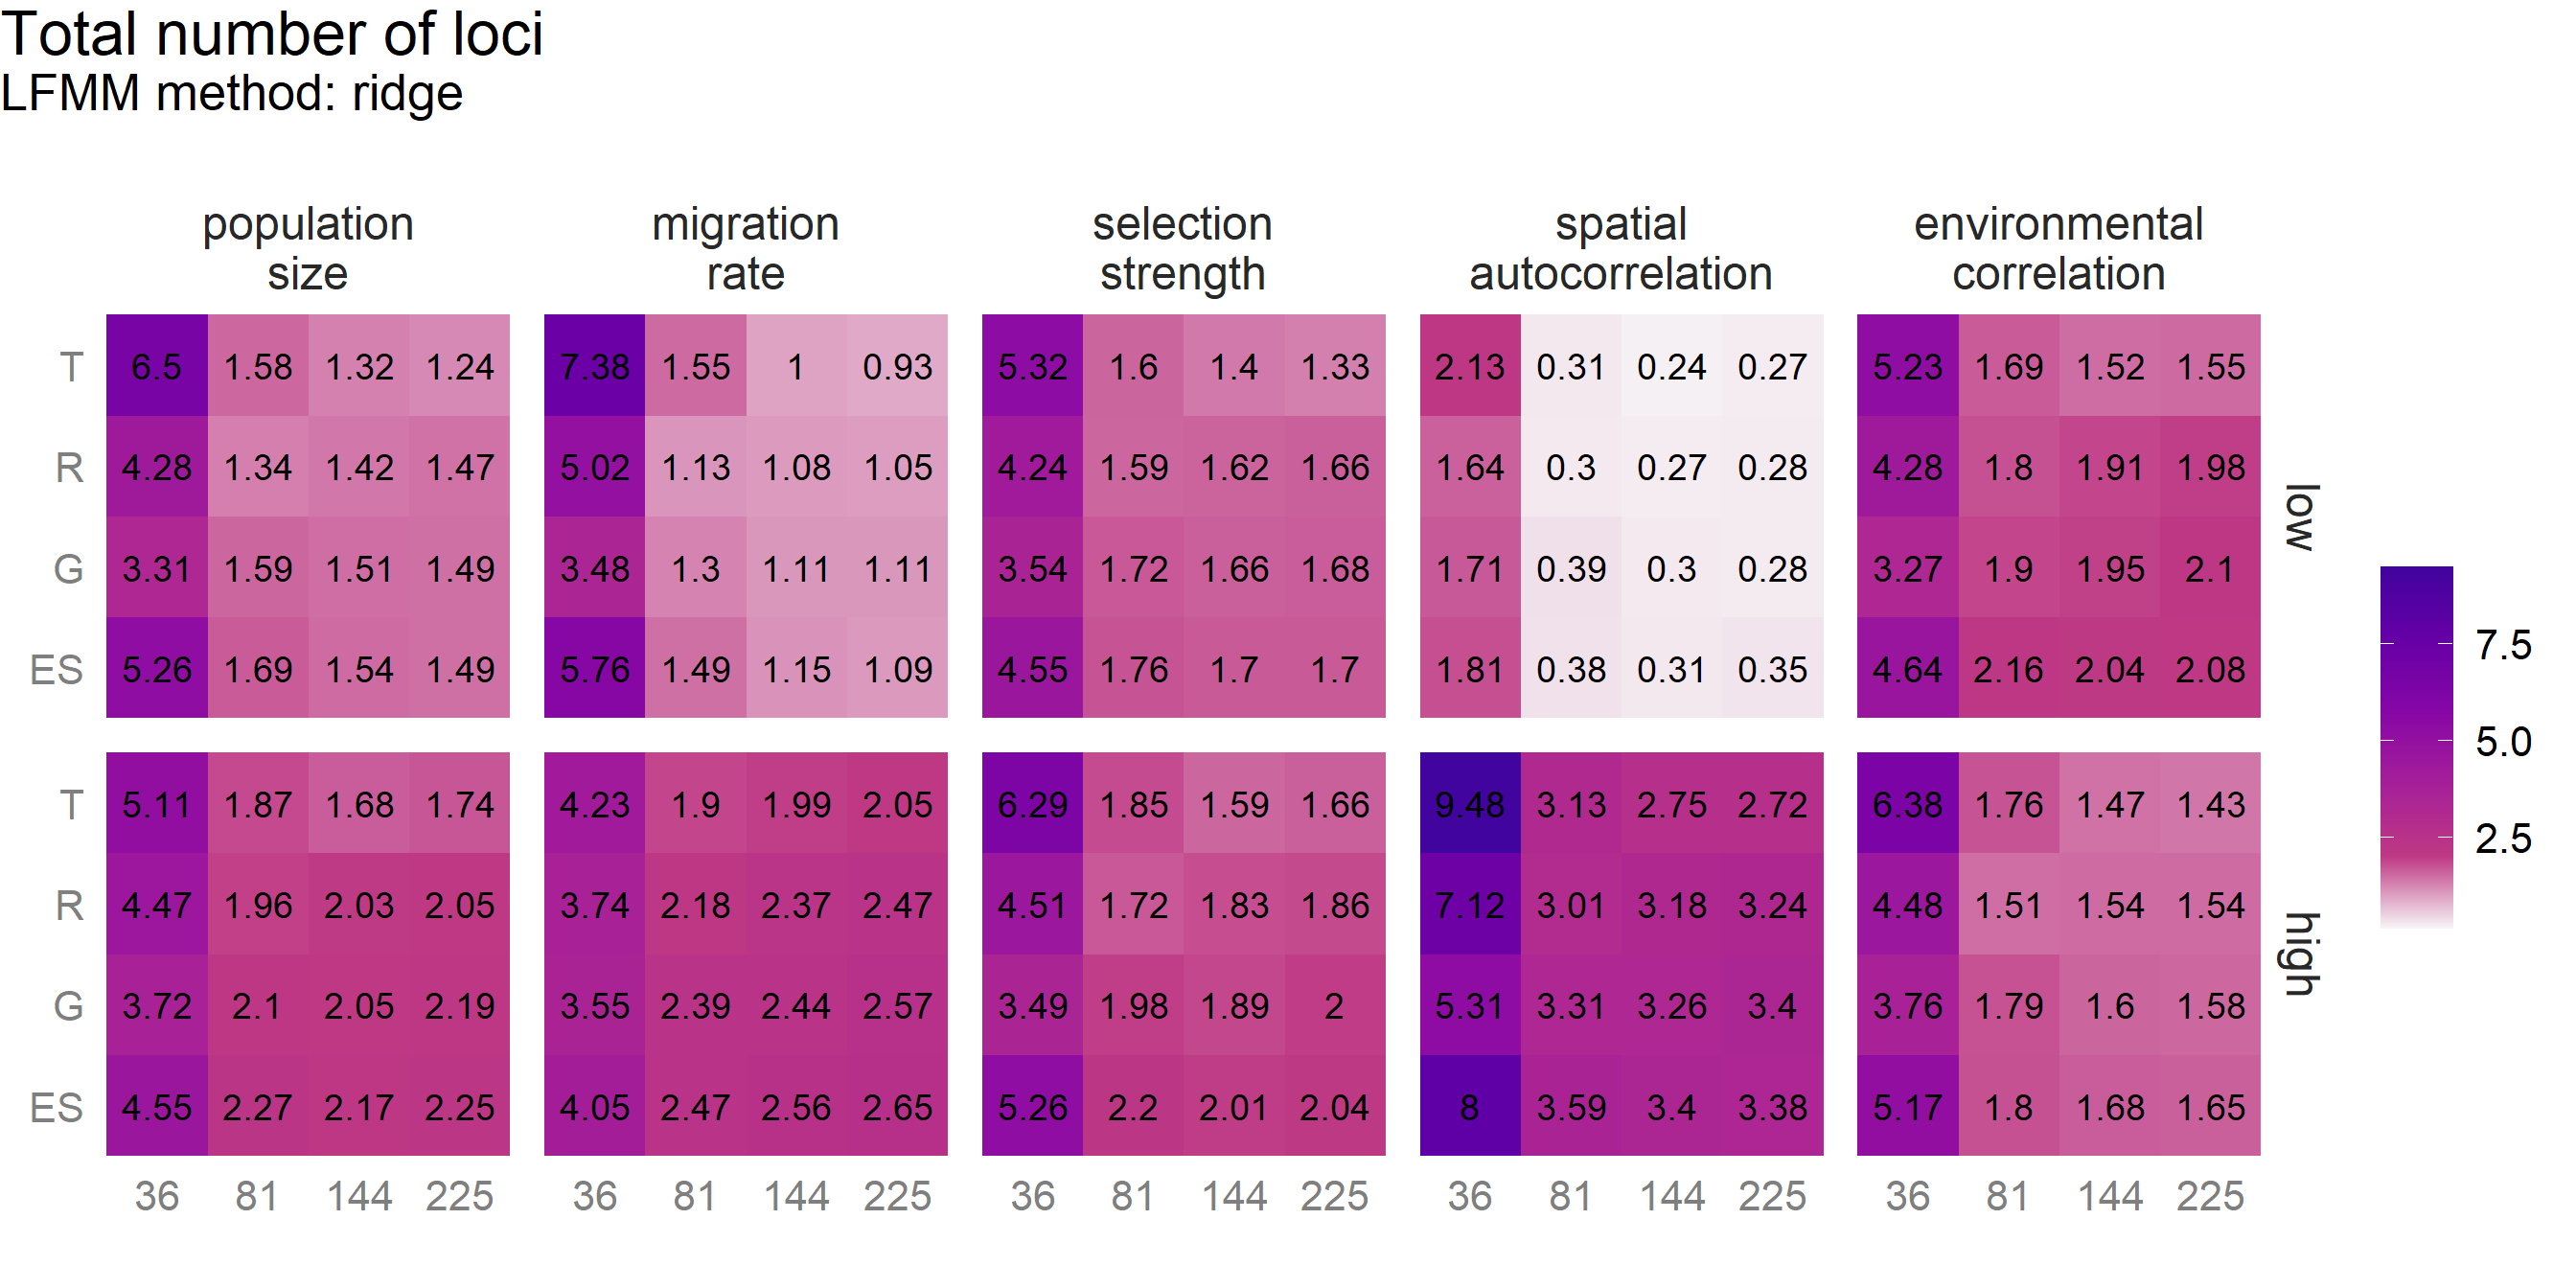 Total number of loci
LFMM method: ridge
population size
migration rate
selection strength
spatial autocorrelation
environmental correlation
T 6.5 1.58 1.32 1.24 7.38 1.55 1 0.93 5.32 1.6 1.4 1.33 2.13 0.31 0.24 0.27 5.23 1.69 1.52 1.55
R 4.28 1.34 1.42 1.47 5.02 1.13 1.08 1.05 4.24 1.59 1.62 1.66 1.64 0.3 0.27 0.28 4.28 1.8 1.91 1.98
G 3.31 1.59 1.51 1.49 3.48 1.3 1.11 1.11 3.54 1.72 1.66 1.68 1.71 0.39 0.3 0.28 3.27 1.9 1.95 2.1
ES 5.26 1.69 1.54 1.49 5.76 1.49 1.15 1.09 4.55 1.76 1.7 1.7 1.81 0.38 0.31 0.35 4.64 2.16 2.04 2.08
low
T 5.11 1.87 1.68 1.74 4.23 1.9 1.99 2.05 6.29 1.85 1.59 1.66 9.48 3.13 2.75 2.72 6.38 1.76 1.47 1.43
R 4.47 1.96 2.03 2.05 3.74 2.18 2.37 2.47 4.51 1.72 1.83 1.86 7.12 3.01 3.18 3.24 4.48 1.51 1.54 1.54
G 3.72 2.1 2.05 2.19 3.55 2.39 2.44 2.57 3.49 1.98 1.89 2 5.31 3.31 3.26 3.4 3.76 1.79 1.6 1.58
ES 4.55 2.27 2.17 2.25 4.05 2.47 2.56 2.65 5.26 2.2 2.01 2.04 8 3.59 3.4 3.38 5.17 1.8 1.68 1.65
high
36 81 144 225 36 81 144 225 36 81 144 225 36 81 144 225 36 81 144 225
7.5
5.0
2.5